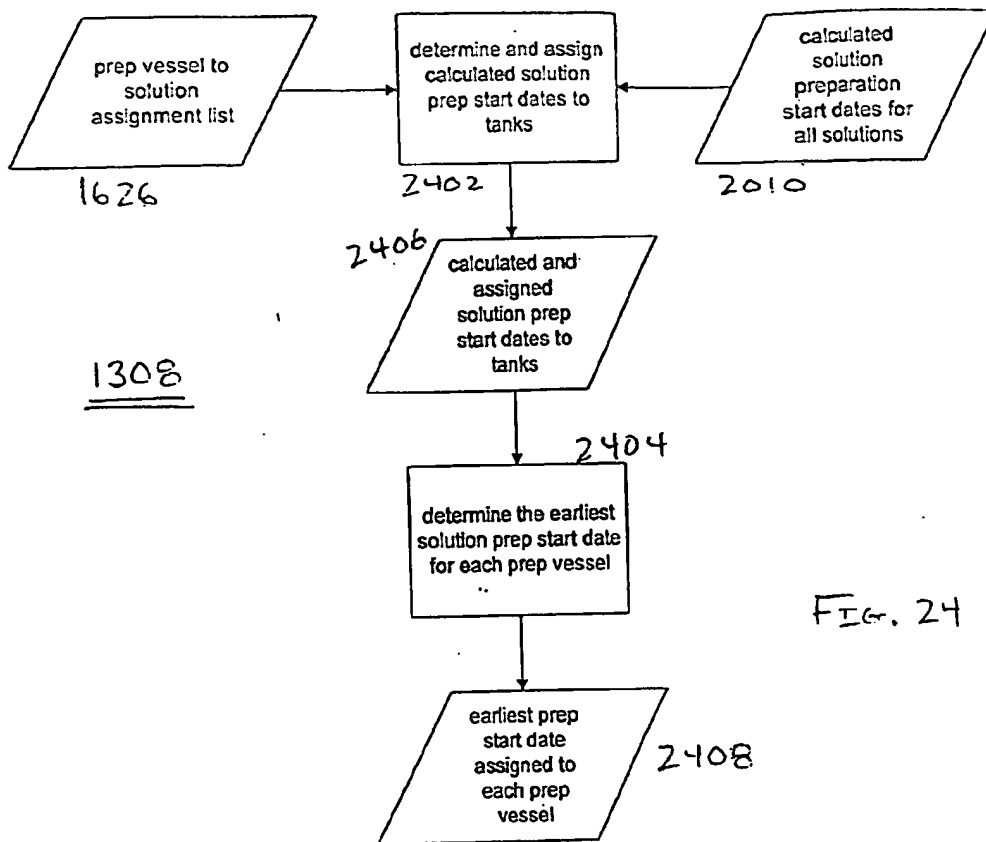 prep vessel to
solution
assignment list
1626
determine and assign
calculated solution
prep start dates to
tanks
2402
calculated
solution
preparation
start dates for
all solutions
2010
2406
calculated and
assigned
solution prep
start dates to
tanks
1308
2404
determine the earliest
solution prep start date
for each prep vessel
FIG. 24
earliest prep
start date
assigned to
each prep
vessel
2408